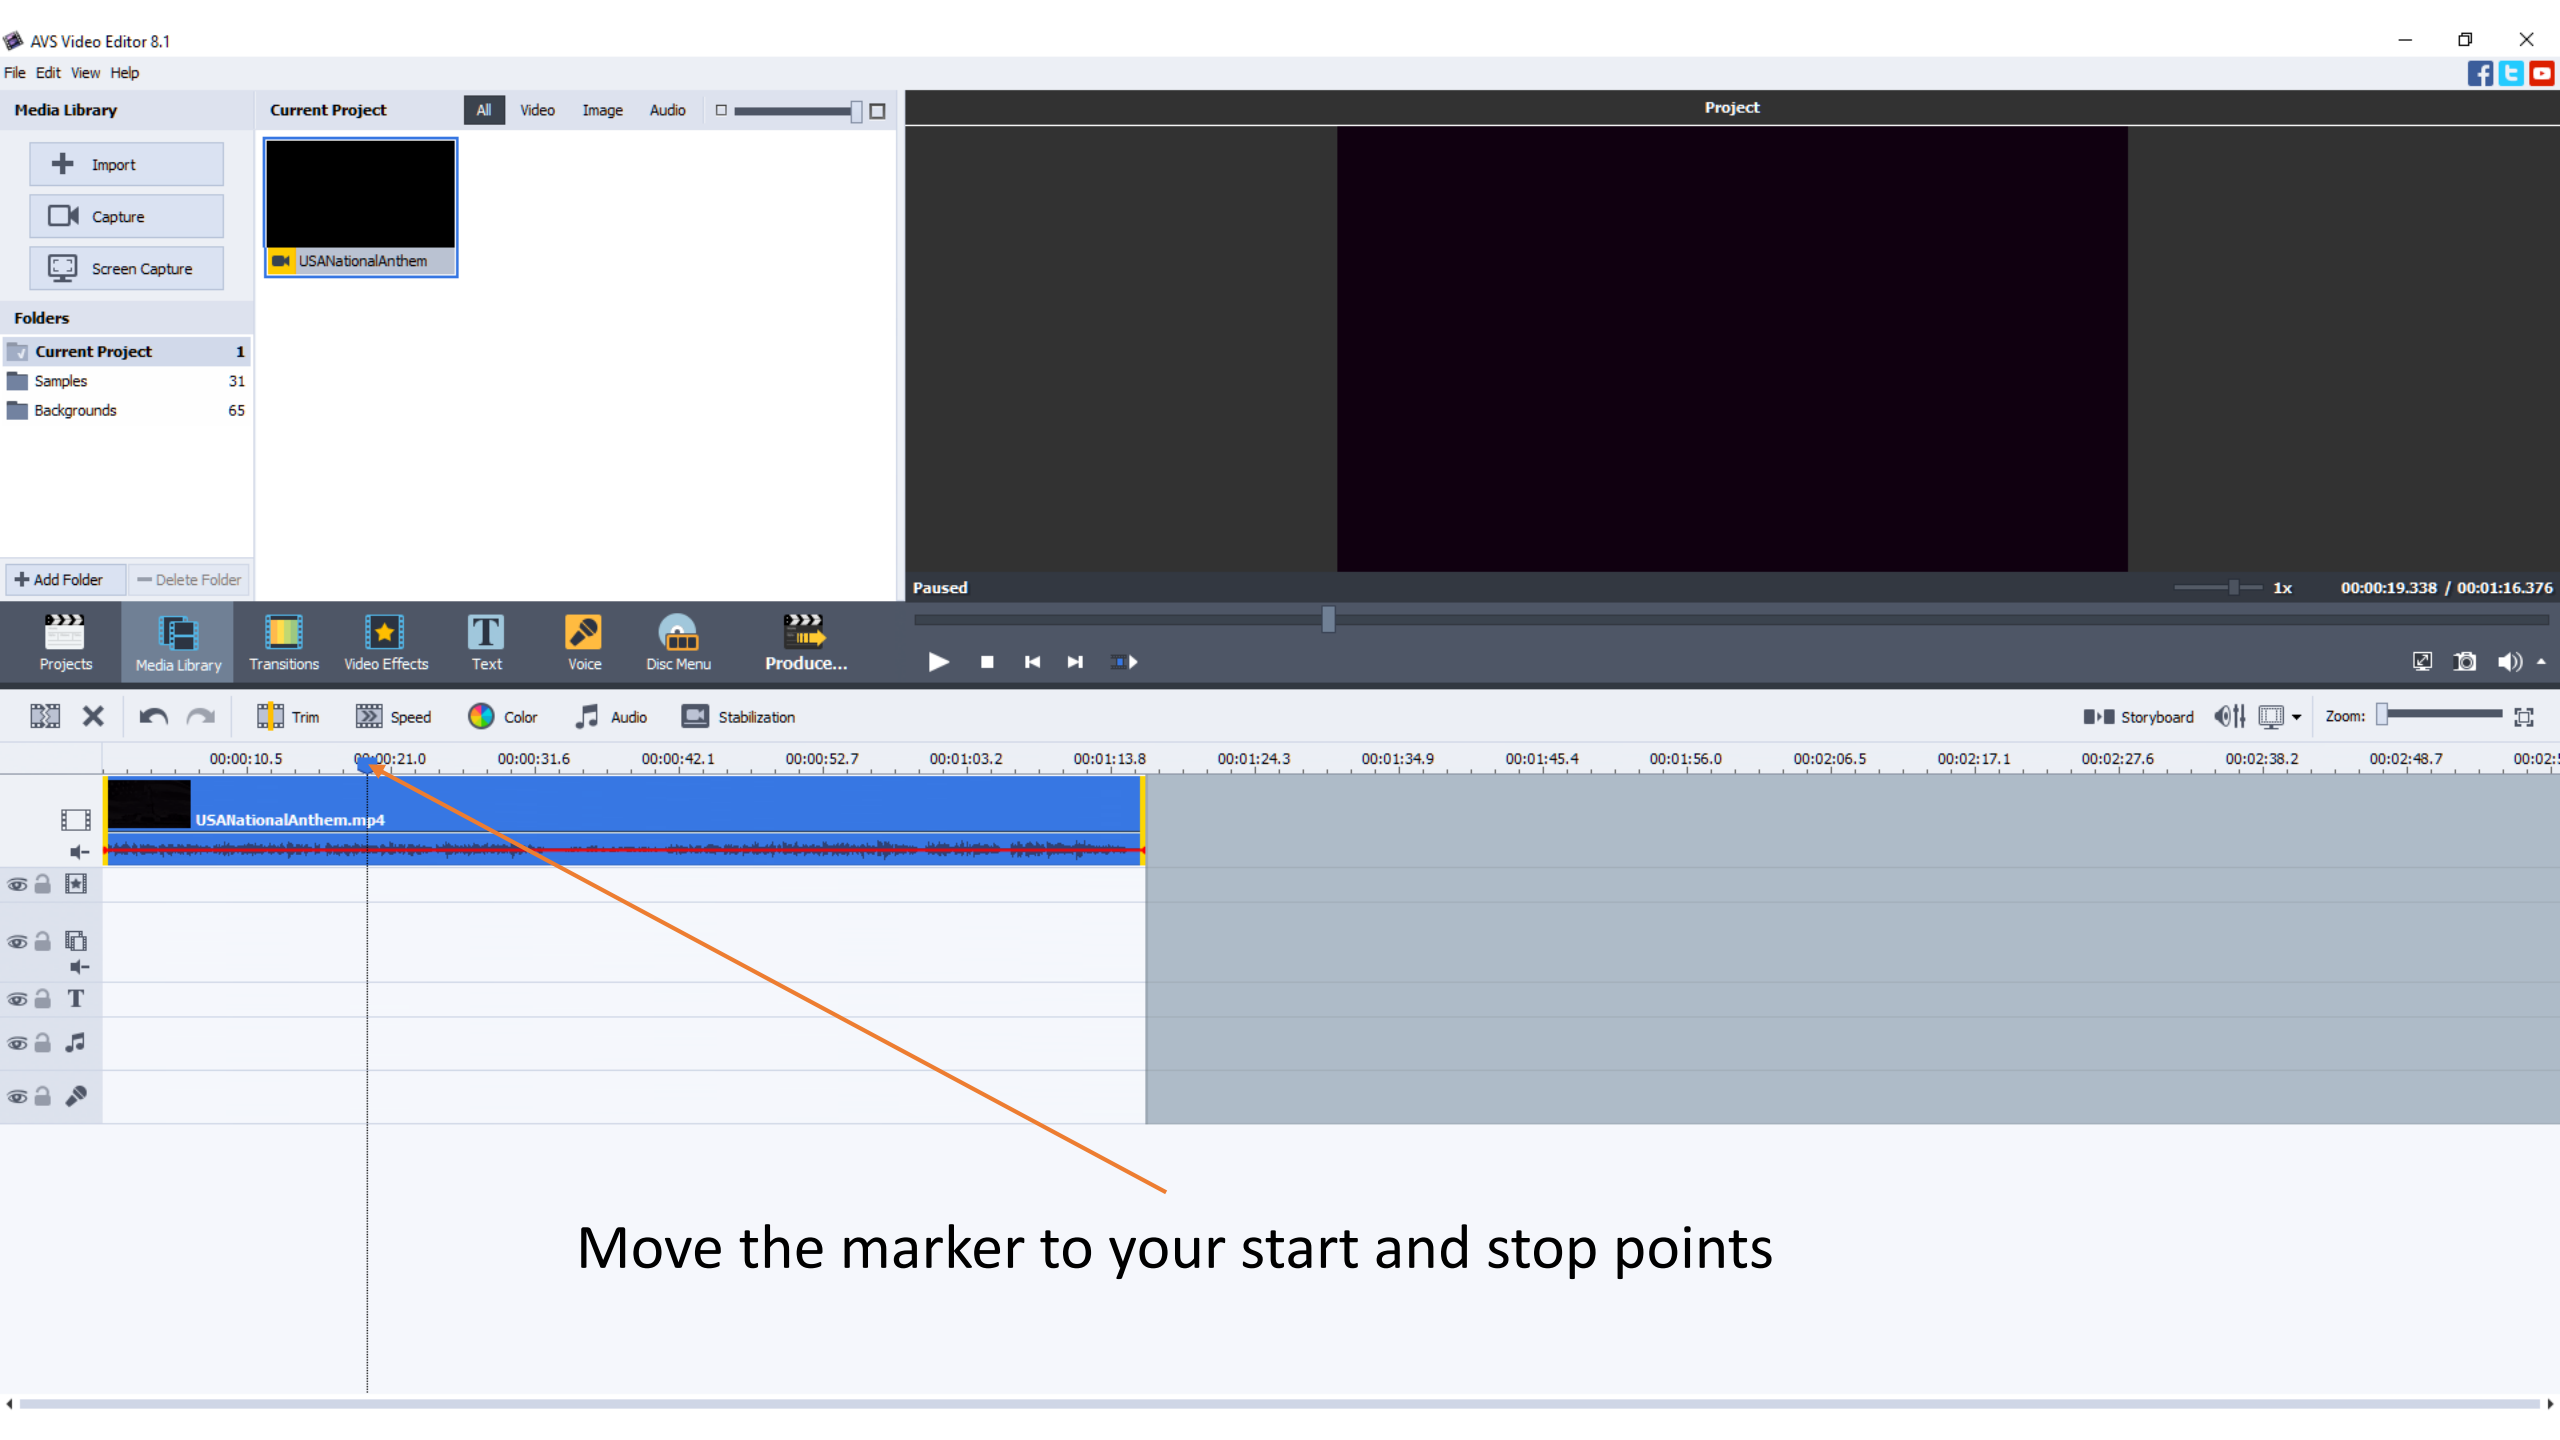 AVS Video Editor 8.1
File Edit View Help
Media Library
Current Project
All Video Image Audio
Project
Import
Capture
Screen Capture
USANationalAnthem
Folders
Current Project 1
Samples 31
Backgrounds 65
Add Folder
Delete Folder
Paused
1x
00:00:19.338 / 00:01:16.376
Projects
Media Library
Transitions
Video Effects
Text
Voice
Disc Menu
Produce...
Trim
Speed
Color
Audio
Stabilization
Storyboard
Zoom:
00:00:10.5 00:00:21.0 00:00:31.6 00:00:42.1 00:00:52.7 00:01:03.2 00:01:13.8 00:01:24.3 00:01:34.9 00:01:45.4 00:01:56.0 00:02:06.5 00:02:17.1 00:02:27.6 00:02:38.2 00:02:48.7 00:02:
USANationalAnthem.mp4
T
Move the marker to your start and stop points